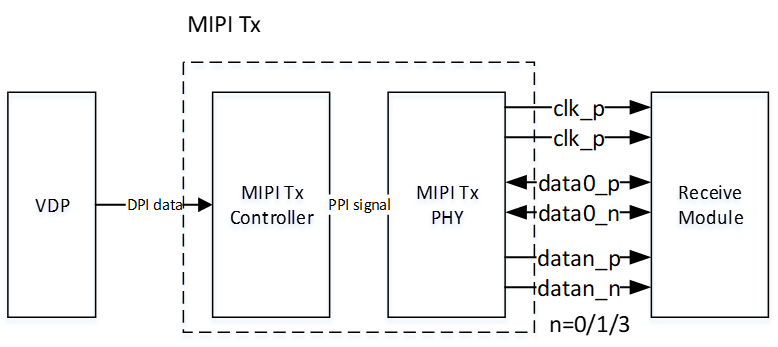 MIPI Tx
VDP
DPI data
MIPI Tx
Controller
PPI signal
MIPI Tx
PHY
clk_p
clk_p
data0_p
data0_n
datan_p
datan_n
n=0/1/3
Receive
Module